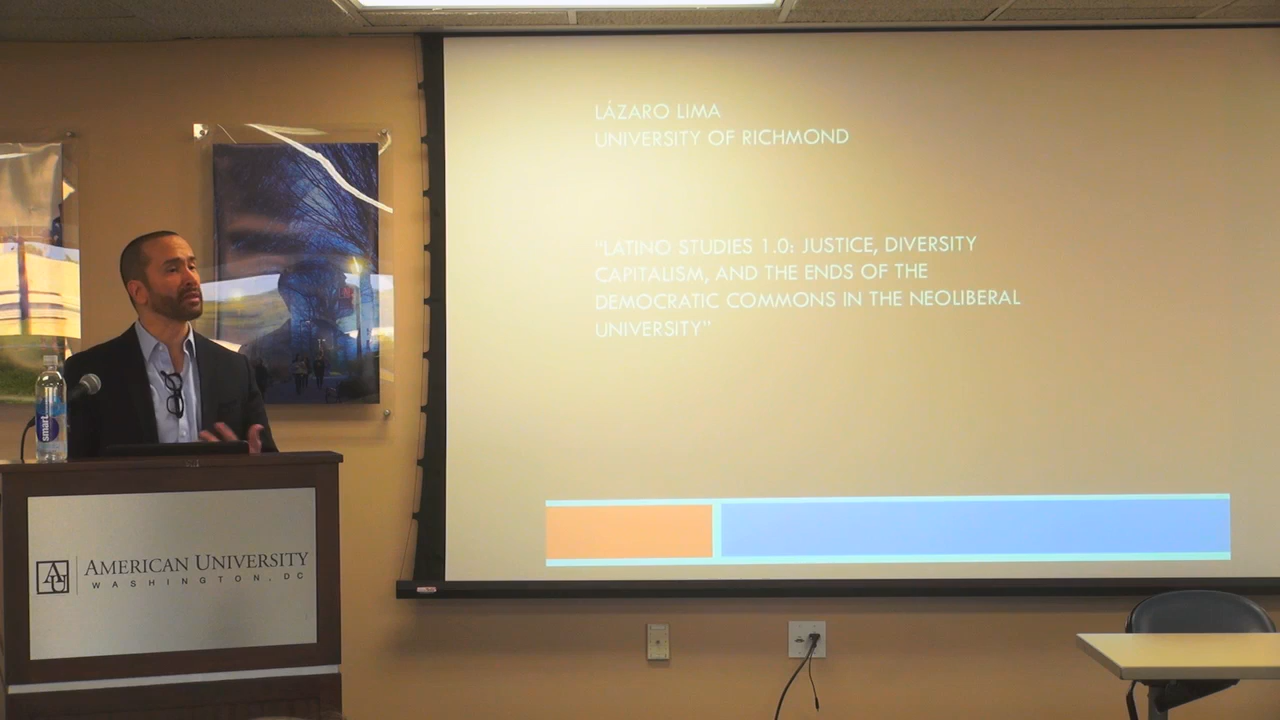 LÁZARO LIMA
UNIVERSITY OF RICHMOND
"LATINO STUDIES 1.0: JUSTICE, DIVERSITY
CAPITALISM, AND THE ENDS OF THE
DEMOCRATIC COMMONS IN THE NEOLIBERAL
UNIVERSITY"
smart
AU
AMERICAN UNIVERSITY
WASHINGTON, DC